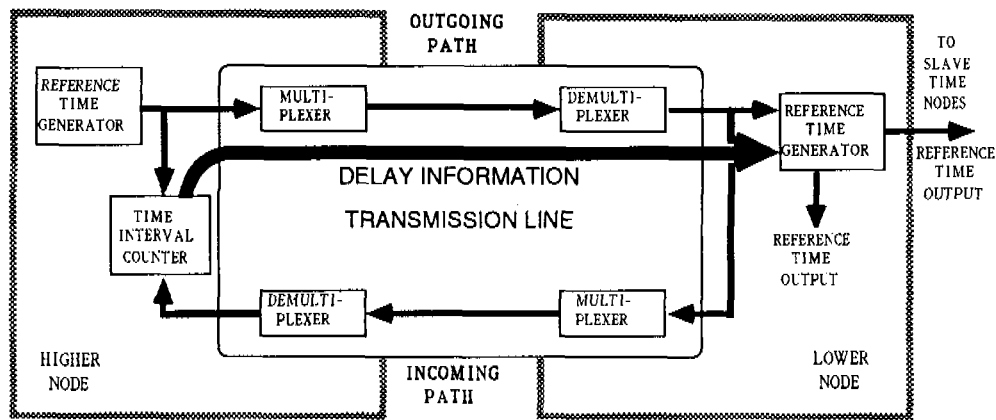 OUTGOING
PATH
REFERENCE
TIME
GENERATOR
MULTI-
PLEXER
DEMULTI-
PLEXER
REFERENCE
TIME
GENERATOR
TO
SLAVE
TIME
NODES
REFERENCE
TIME
OUTPUT
DELAY INFORMATION
TRANSMISSION LINE
TIME
INTERVAL
COUNTER
REFERENCE
TIME
OUTPUT
DEMULTI-
PLEXER
MULTI-
PLEXER
HIGHER
NODE
INCOMING
PATH
LOWER
NODE